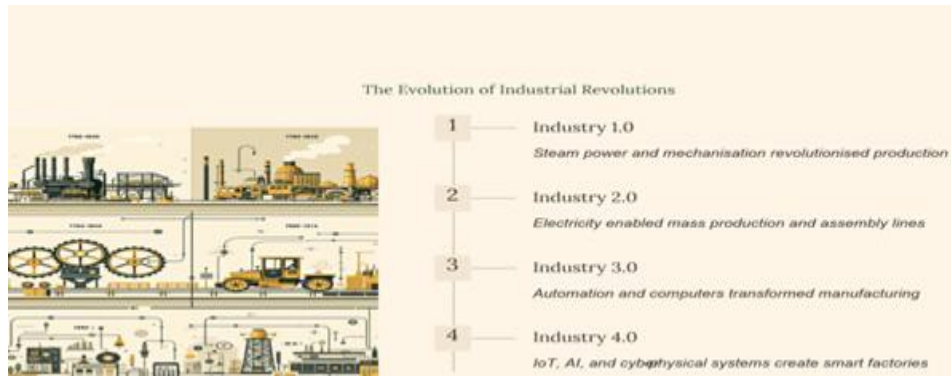 The Evolution of Industrial Revolutions
1
Industry 1.0
Steam power and mechanisation revolutionised production
2
Industry 2.0
Electricity enabled mass production and assembly lines
3
Industry 3.0
Automation and computers transformed manufacturing
4
Industry 4.0
IoT, AI, and cyber-physical systems create smart factories